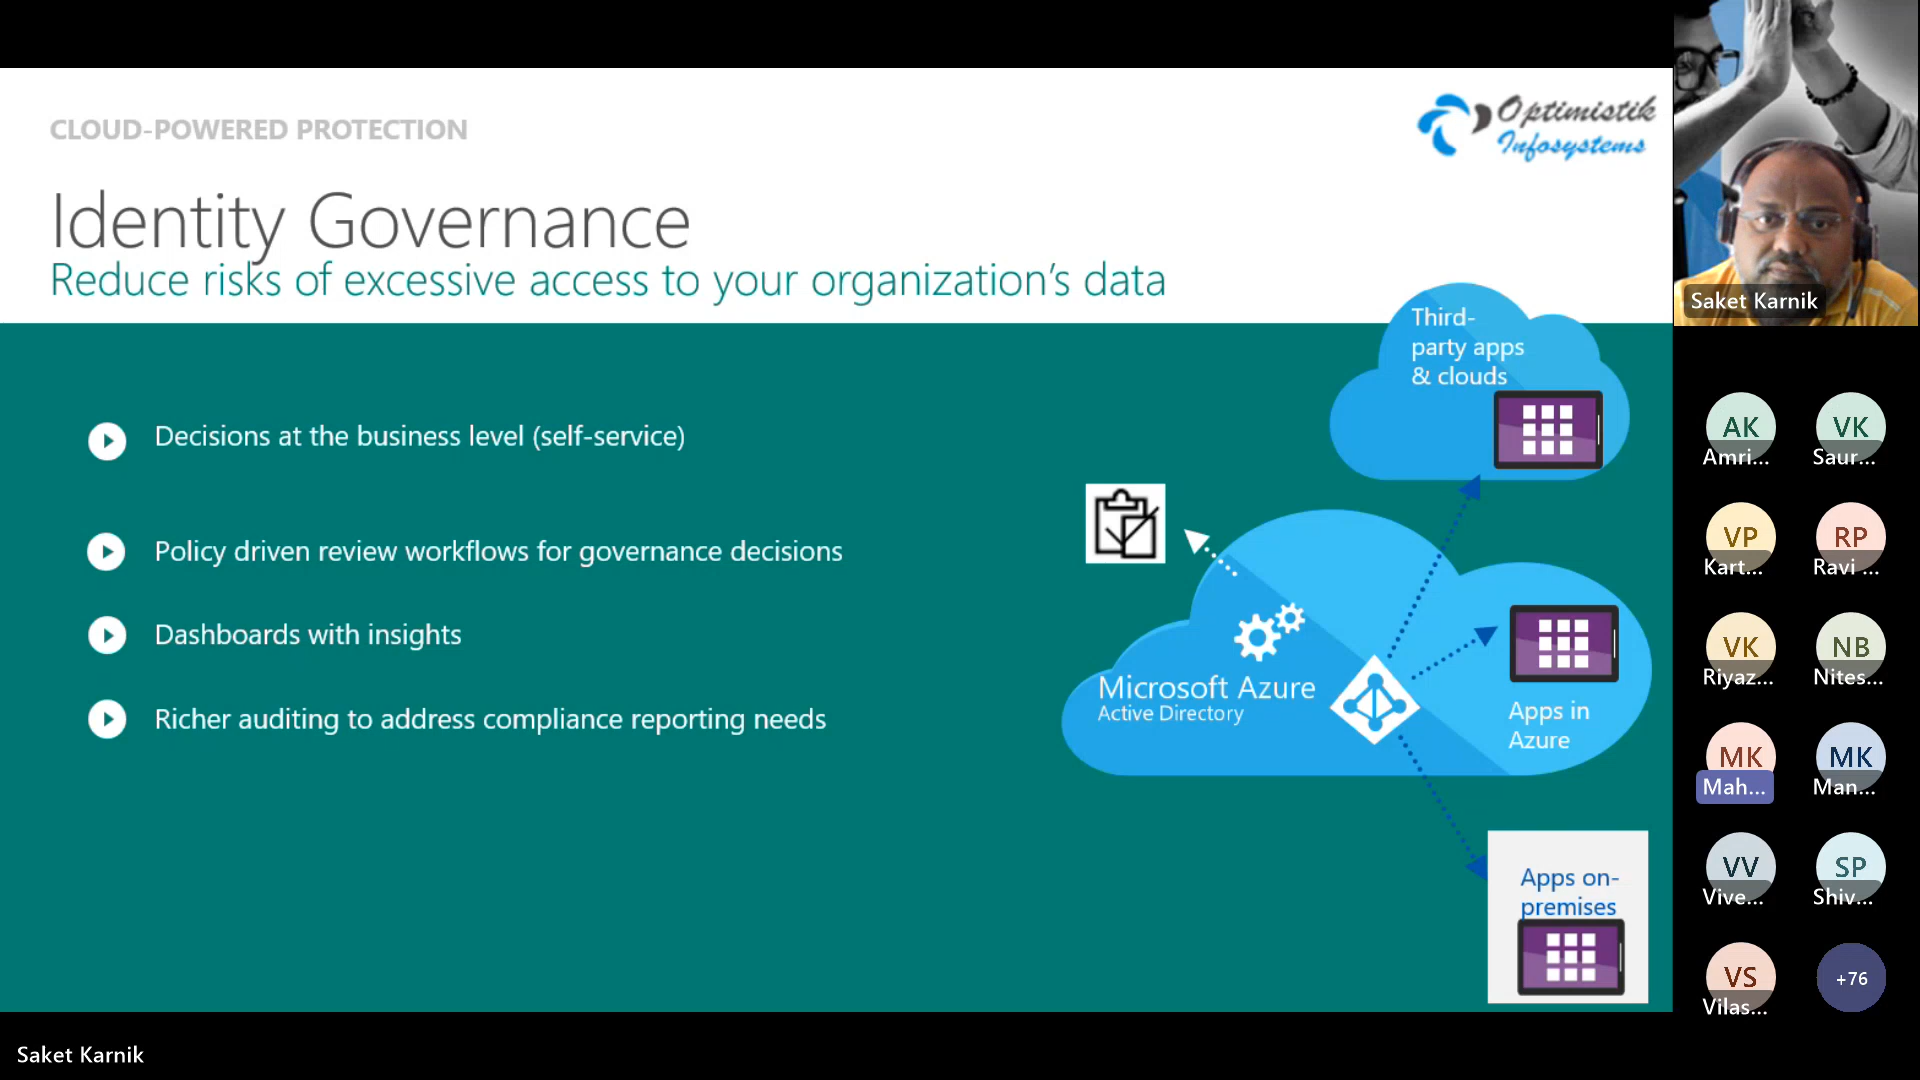 CLOUD-POWERED PROTECTION
Optimistik
Infosystems
Identity Governance
Reduce risks of excessive access to your organization's data
Decisions at the business level (self-service)
Policy driven review workflows for governance decisions
Dashboards with insights
Richer auditing to address compliance reporting needs
Third-
party apps
& clouds
Microsoft Azure
Active Directory
Apps in
Azure
Apps on-
premises
Saket Karnik
AK
Amri...
VK
Saur...
VP
Kart...
RP
Ravi ...
VK
Riyaz...
NB
Nites...
MK
Mah...
MK
Man...
VV
Vive...
SP
Shiv...
VS
Vilas...
+76
Saket Karnik